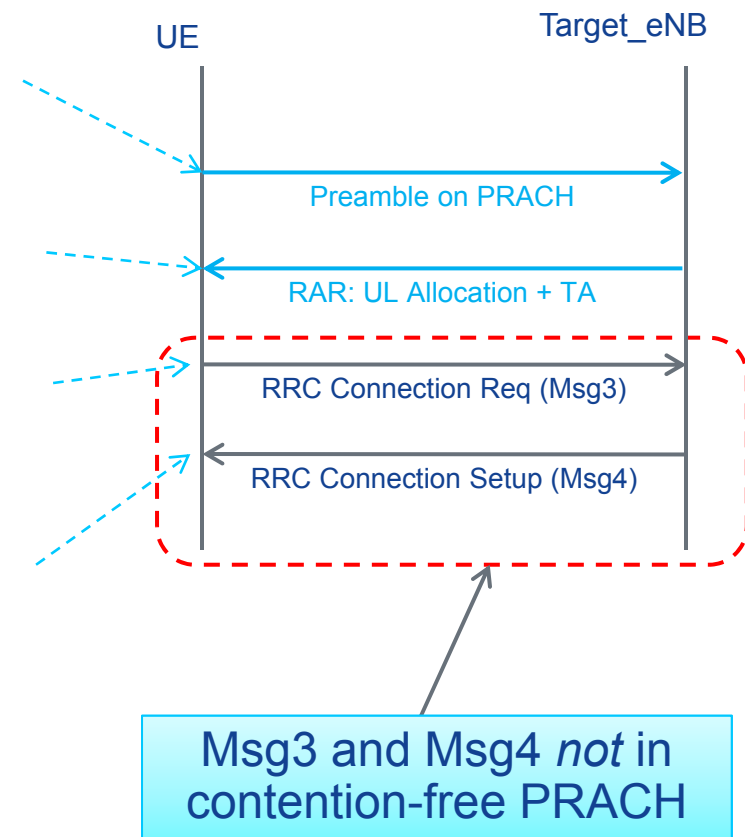 UE
Target_eNB
Preamble on PRACH
RAR: UL Allocation + TA
RRC Connection Req (Msg3)
RRC Connection Setup (Msg4)
Msg3 and Msg4 not in
contention-free PRACH